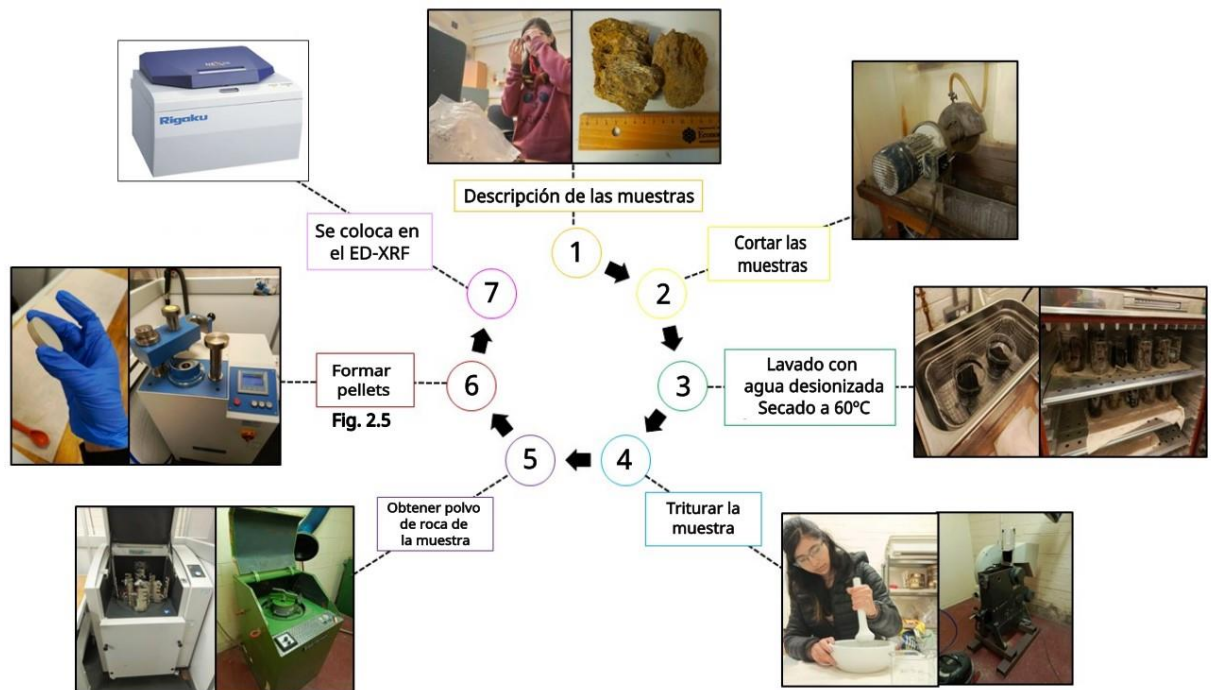 Rigaku
Descripción de las muestras
1
Cortar las
muestras
2
Lavado con
agua desionizada
Secado a 60°C
3
Triturar la
muestra
4
Obtener polvo
de roca de
la muestra
5
Formar
pellets
Fig. 2.5
6
Se coloca en
el ED-XRF
7